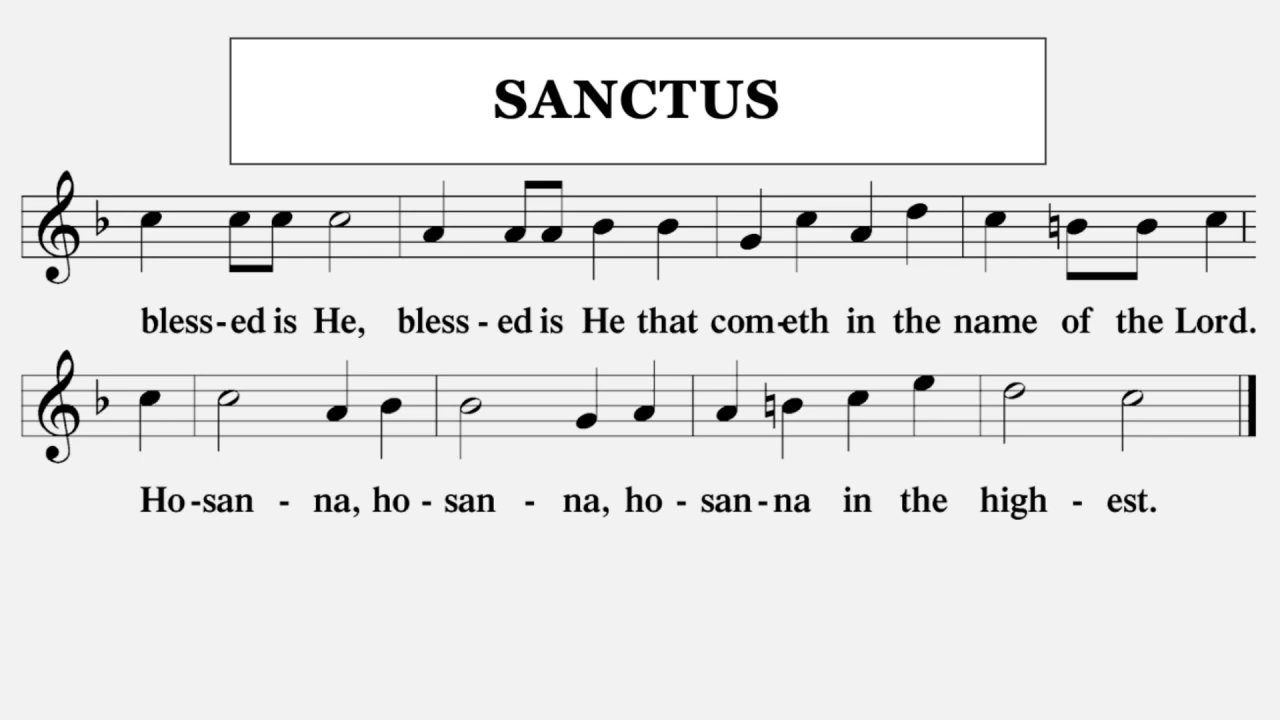 SANCTUS
bless-ed is He, bless - ed is He that com-eth in the name of the Lord.
Ho-san - na, ho - san - na, ho - san-na in the high - est.